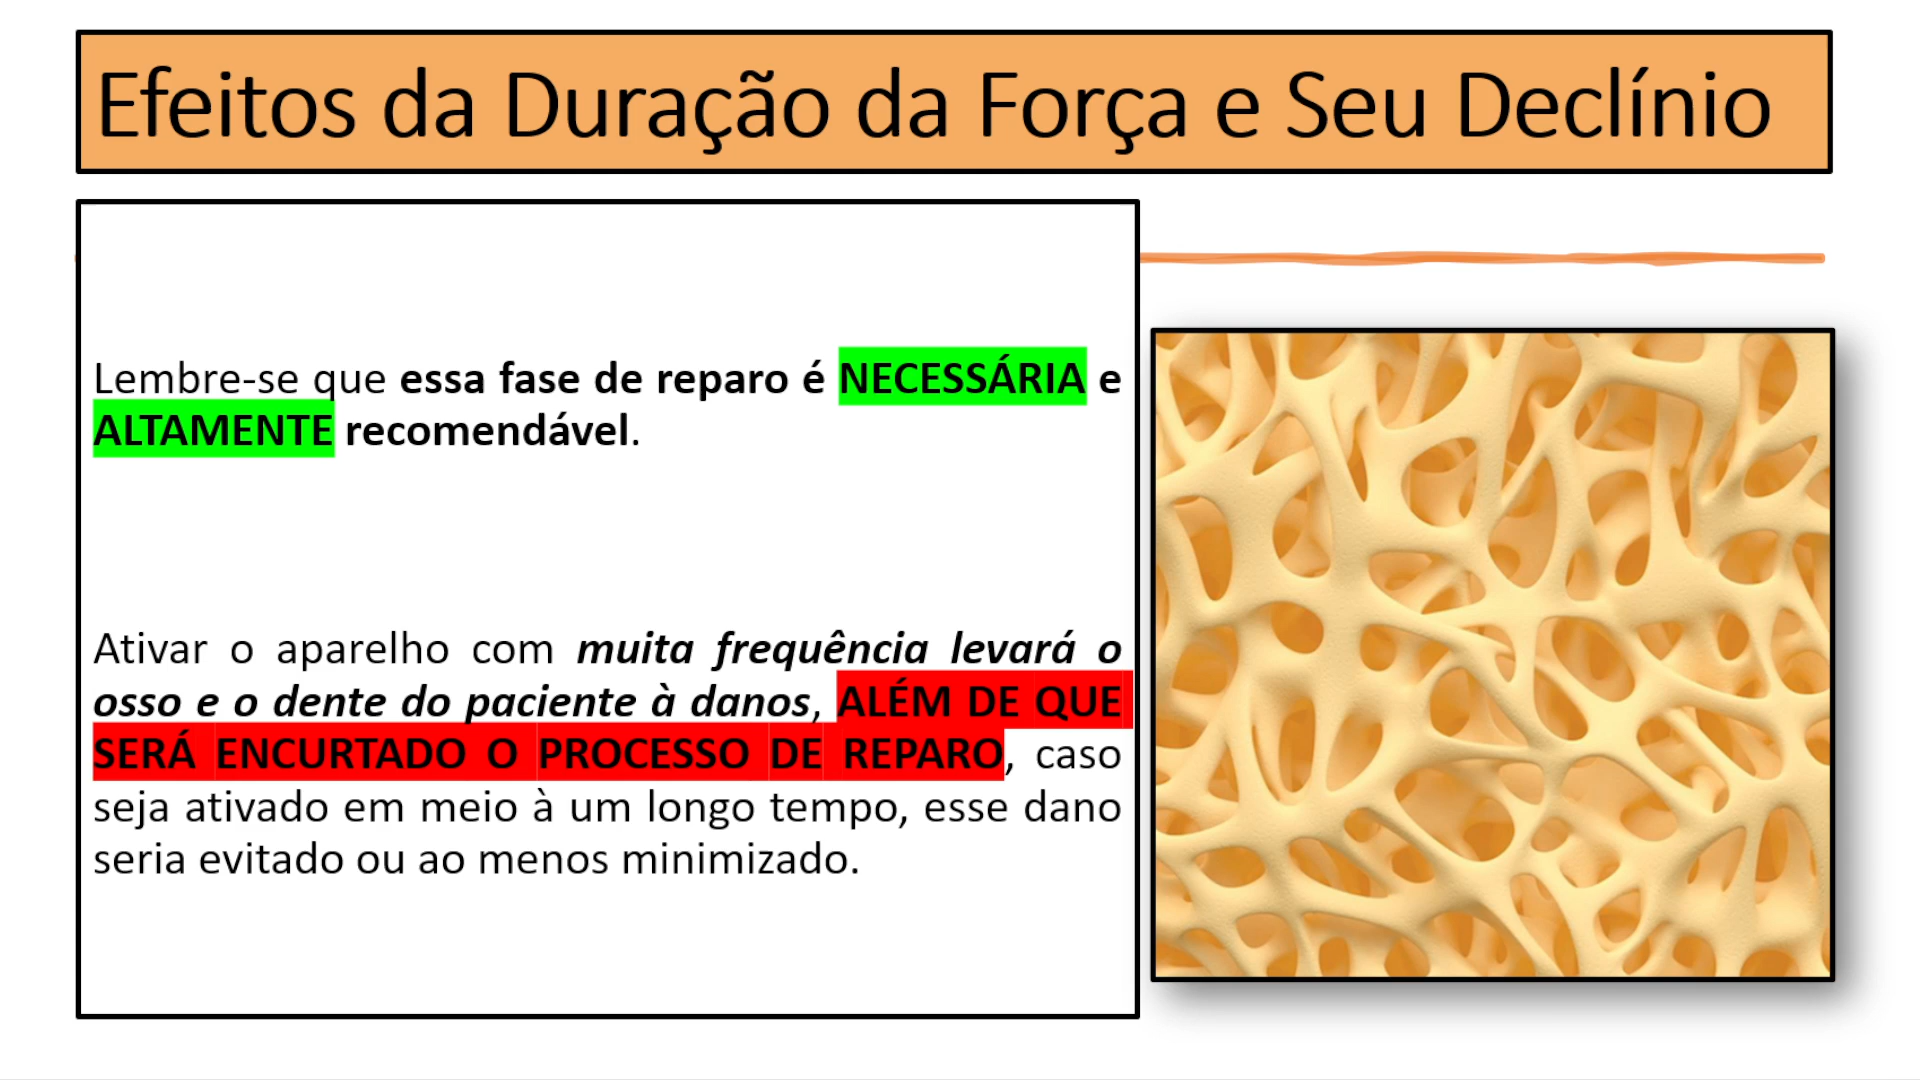 Efeitos da Duração da Força e Seu Declínio
Lembre-se que essa fase de reparo é NECESSÁRIA e
ALTAMENTE recomendável.
Ativar o aparelho com muita frequência levará o
osso e o dente do paciente à danos, ALÉM DE QUE
SERÁ ENCURTADO O PROCESSO DE REPARO, caso
seja ativado em meio à um longo tempo, esse dano
seria evitado ou ao menos minimizado.